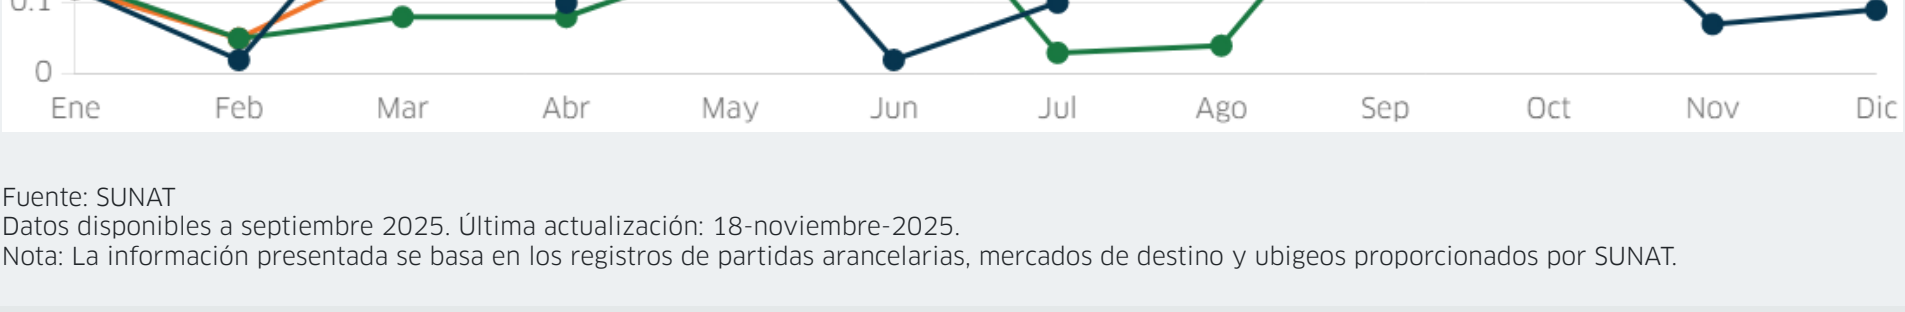 0.1
0
Ene Feb Mar Abr May Jun Jul Ago Sep Oct Nov Dic
Fuente: SUNAT
Datos disponibles a septiembre 2025. Última actualización: 18-noviembre-2025.
Nota: La información presentada se basa en los registros de partidas arancelarias, mercados de destino y ubigeos proporcionados por SUNAT.